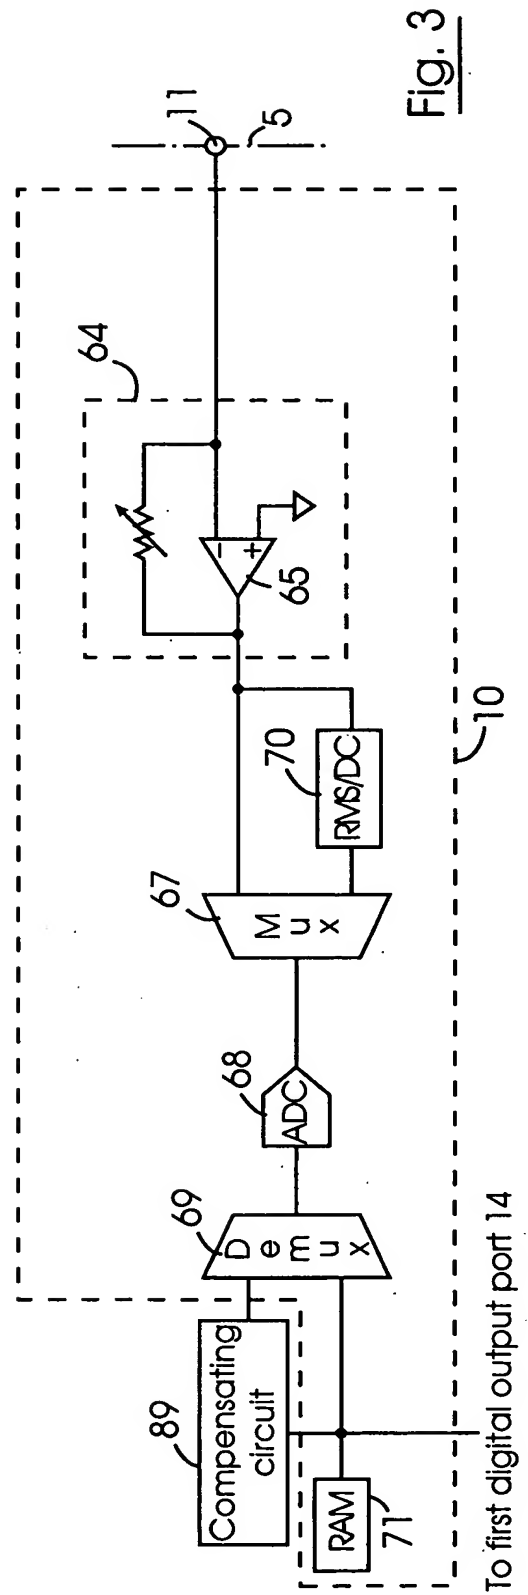 Compensating
circuit
89
RAM
71
To first digital output port 14
Demux
69
ADC
68
Mux
67
RMS/DC
70
10
64
65
−
+
11
5
Fig. 3